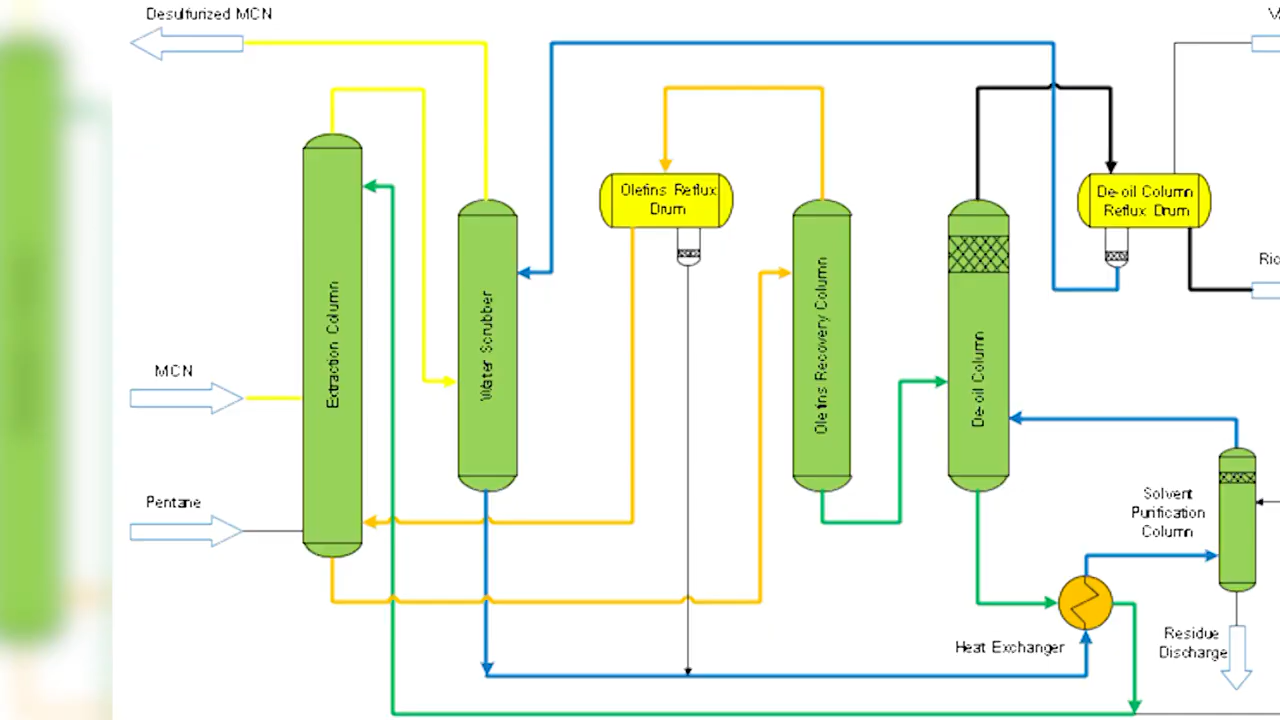 Desulfurized MCN
Olefins Reflux
Drum
De-oil Column
Reflux Drum
Extraction Column
Water Scrubber
Olefins Recovery Column
De-oil Column
MCN
Pentane
Solvent
Purification
Column
Heat Exchanger
Residue
Discharge